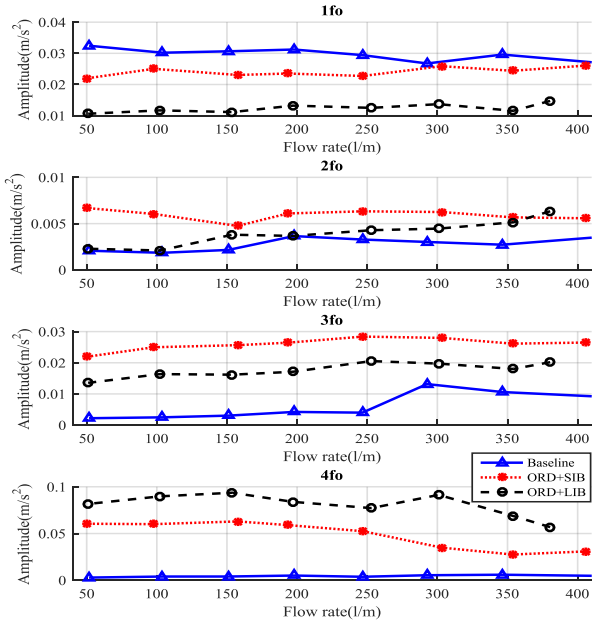 1fo
Amplitude(m/s²)
0.04
0.03
0.02
0.01
50 100 150 200 250 300 350 400
Flow rate(l/m)
2fo
Amplitude(m/s²)
0.01
0.005
0
50 100 150 200 250 300 350 400
Flow rate(l/m)
3fo
Amplitude(m/s²)
0.03
0.02
0.01
0
50 100 150 200 250 300 350 400
Flow rate(l/m)
Baseline
ORD+SIB
ORD+LIB
4fo
Amplitude(m/s²)
0.1
0.05
0
50 100 150 200 250 300 350 400
Flow rate(l/m)